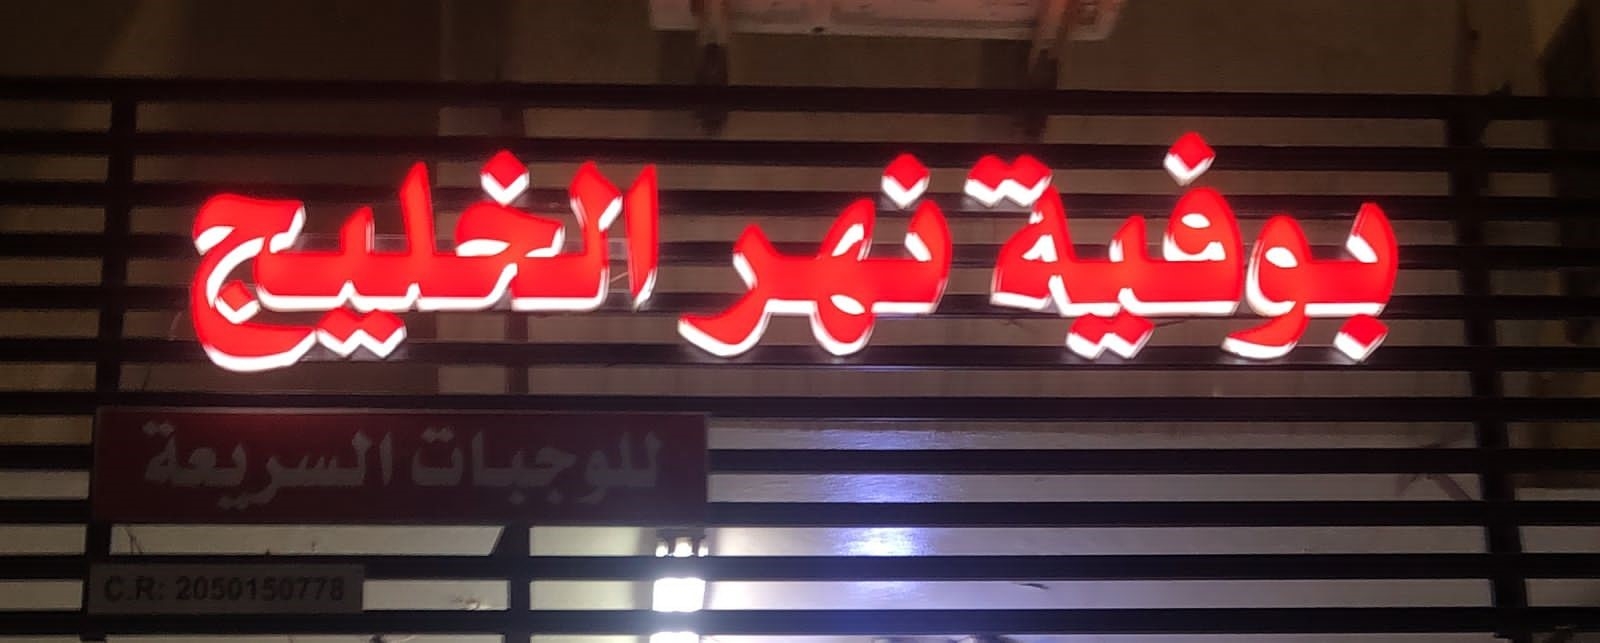 بوفية نهر الخليج
للوجبات السريعة
C.R: 2050150778